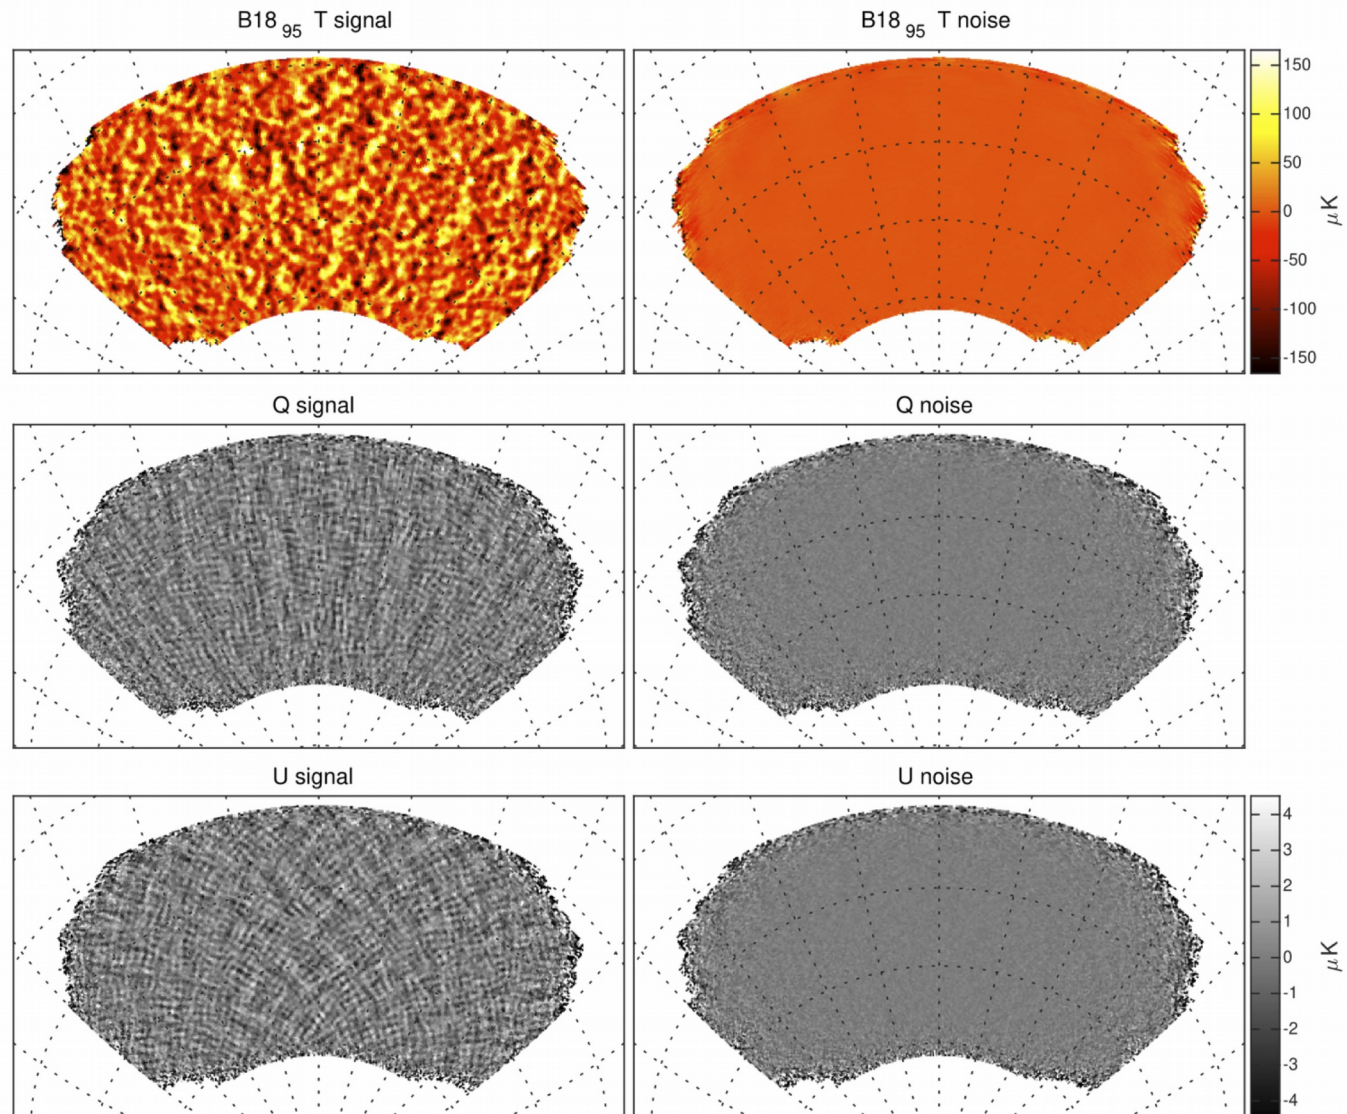 B18 95 T signal
B18 95 T noise
150
100
50
0
-50
-100
-150
μK
Q signal
Q noise
U signal
U noise
4
3
2
1
0
-1
-2
-3
-4
μK